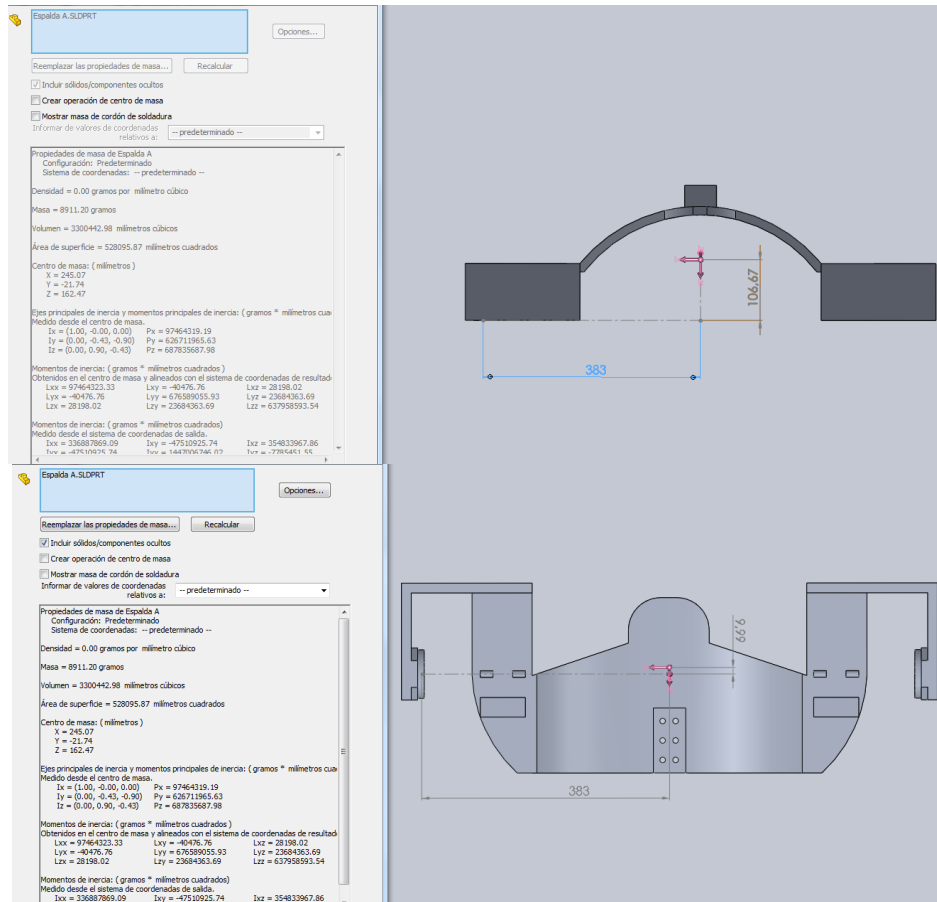 Espalda A.SLDPRT
Opciones...
Reemplazar las propiedades de masa...
Recalcular
Incluir sólidos/componentes ocultos
Crear operación de centro de masa
Mostrar masa de cordón de soldadura
Informar de valores de coordenadas
relativos a:
-- predeterminado --
Propiedades de masa de Espalda A
Configuración: Predeterminado
Sistema de coordenadas: -- predeterminado --
Densidad = 0.00 gramos por milímetro cúbico
Masa = 8911.20 gramos
Volumen = 3300442.98 milímetros cúbicos
Área de superficie = 528095.87 milímetros cuadrados
Centro de masa: ( milímetros )
X = 245.07
Y = -21.74
Z = 162.47
Ejes principales de inercia y momentos principales de inercia: ( gramos * milímetros cua
Medido desde el centro de masa.
Ix = (1.00, -0.00, 0.00) Px = 97464319.19
Iy = (0.00, -0.43, -0.90) Py = 626711965.63
Iz = (0.00, 0.90, -0.43) Pz = 687835687.98
Momentos de inercia: ( gramos * milímetros cuadrados )
Obtenidos en el centro de masa y alineados con el sistema de coordenadas de resultad
Lxx = 97464323.33 Lxy = -40476.76 Lxz = 28198.02
Lyx = -40476.76 Lyy = 676589055.93 Lyz = 23684363.69
Lzx = 28198.02 Lzy = 23684363.69 Lzz = 637958593.54
Momentos de inercia: ( gramos * milímetros cuadrados)
Medido desde el sistema de coordenadas de salida.
Ixx = 336887869.09 Ixy = -47510925.74 Ixz = 354833967.86
Iyx = -47510925.74 Iyy = 1447006746.02 Iyz = -7785451.55
106,67
383
Espalda A.SLDPRT
Opciones...
Reemplazar las propiedades de masa...
Recalcular
Incluir sólidos/componentes ocultos
Crear operación de centro de masa
Mostrar masa de cordón de soldadura
Informar de valores de coordenadas
relativos a:
-- predeterminado --
Propiedades de masa de Espalda A
Configuración: Predeterminado
Sistema de coordenadas: -- predeterminado --
Densidad = 0.00 gramos por milímetro cúbico
Masa = 8911.20 gramos
Volumen = 3300442.98 milímetros cúbicos
Área de superficie = 528095.87 milímetros cuadrados
Centro de masa: ( milímetros )
X = 245.07
Y = -21.74
Z = 162.47
Ejes principales de inercia y momentos principales de inercia: ( gramos * milímetros cua
Medido desde el centro de masa.
Ix = (1.00, -0.00, 0.00) Px = 97464319.19
Iy = (0.00, -0.43, -0.90) Py = 626711965.63
Iz = (0.00, 0.90, -0.43) Pz = 687835687.98
Momentos de inercia: ( gramos * milímetros cuadrados )
Obtenidos en el centro de masa y alineados con el sistema de coordenadas de resultad
Lxx = 97464323.33 Lxy = -40476.76 Lxz = 28198.02
Lyx = -40476.76 Lyy = 676589055.93 Lyz = 23684363.69
Lzx = 28198.02 Lzy = 23684363.69 Lzz = 637958593.54
Momentos de inercia: ( gramos * milímetros cuadrados)
Medido desde el sistema de coordenadas de salida.
Ixx = 336887869.09 Ixy = -47510925.74 Ixz = 354833967.86
383